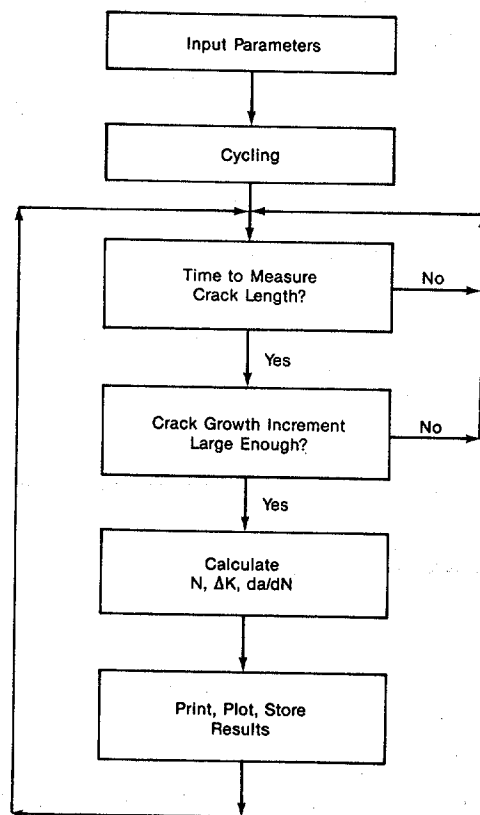 Input Parameters
Cycling
Time to Measure
Crack Length?
No
Yes
Crack Growth Increment
Large Enough?
No
Yes
Calculate
N, ΔK, da/dN
Print, Plot, Store
Results